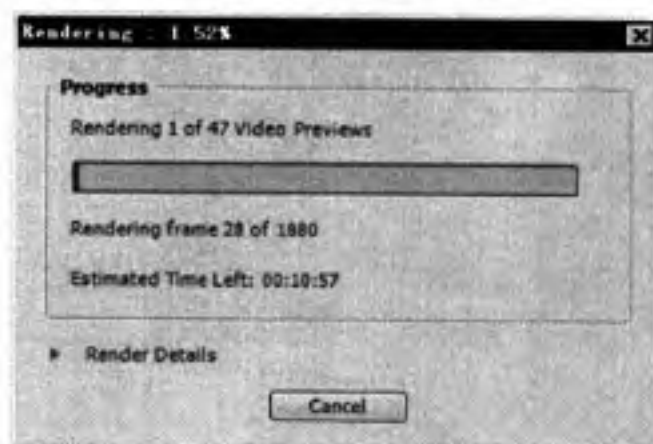 Rendering : 1.52%
Progress
Rendering 1 of 47 Video Previews
Rendering frame 28 of 1880
Estimated Time Left: 00:10:57
Render Details
Cancel